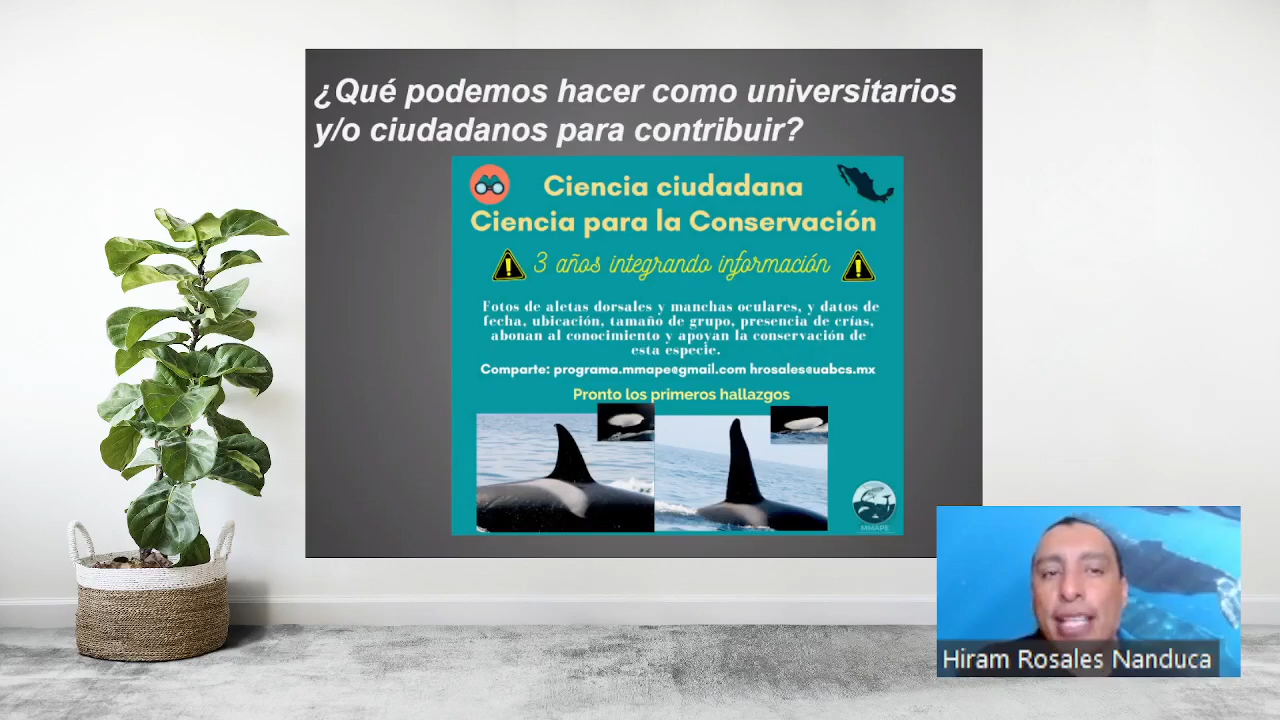 ¿Qué podemos hacer como universitarios
y/o ciudadanos para contribuir?
Ciencia ciudadana
Ciencia para la Conservación
3 años integrando información
Fotos de aletas dorsales y manchas oculares, y datos de
fecha, ubicación, tamaño de grupo, presencia de crías,
abonan al conocimiento y apoyan la conservación de
esta especie.
Comparte: programa.mmape@gmail.com hrosales@uabcs.mx
Pronto los primeros hallazgos
MMAPE
Hiram Rosales Nanduca